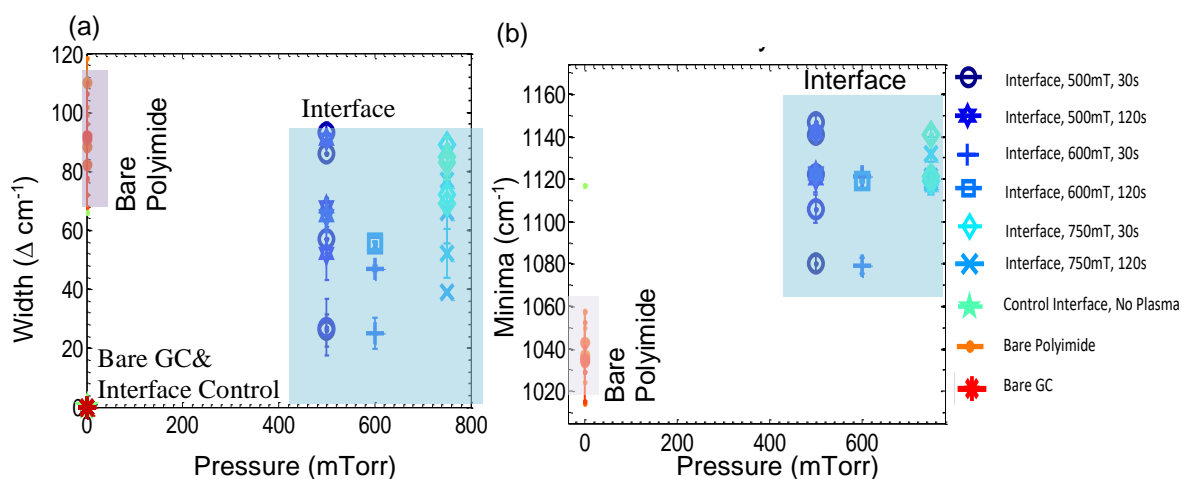 (a)
Width (Δ cm⁻¹)
120
100
80
60
40
20
0
Bare
Polyimide
Interface
Bare GC&
Interface Control
0
200
400
600
800
Pressure (mTorr)
(b)
Minima (cm⁻¹)
1160
1140
1120
1100
1080
1060
1040
1020
Interface
Bare
Polyimide
0
200
400
600
Pressure (mTorr)
Interface, 500mT, 30s
Interface, 500mT, 120s
Interface, 600mT, 30s
Interface, 600mT, 120s
Interface, 750mT, 30s
Interface, 750mT, 120s
Control Interface, No Plasma
Bare Polyimide
Bare GC